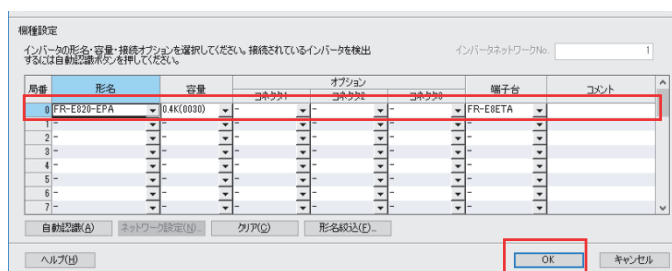 機種設定
インバータの形名・容量・接続オプションを選択してください。接続されているインバータを検出
するには自動認識ボタンを押してください。
インバータネットワークNo. 1
局番 形名 容量 オプション 端子台 コメント
コネクタ1 コネクタ2 コネクタ3
0 FR-E820-EPA 0.4K(0030) - - - FR-E8ETA
1 - - - - - -
2 - - - - - -
3 - - - - - -
4 - - - - - -
5 - - - - - -
6 - - - - - -
7 - - - - - -
自動認識(A) ネットワーク設定(N)... クリア(C) 形名絞込(F)...
ヘルプ(H) OK キャンセル